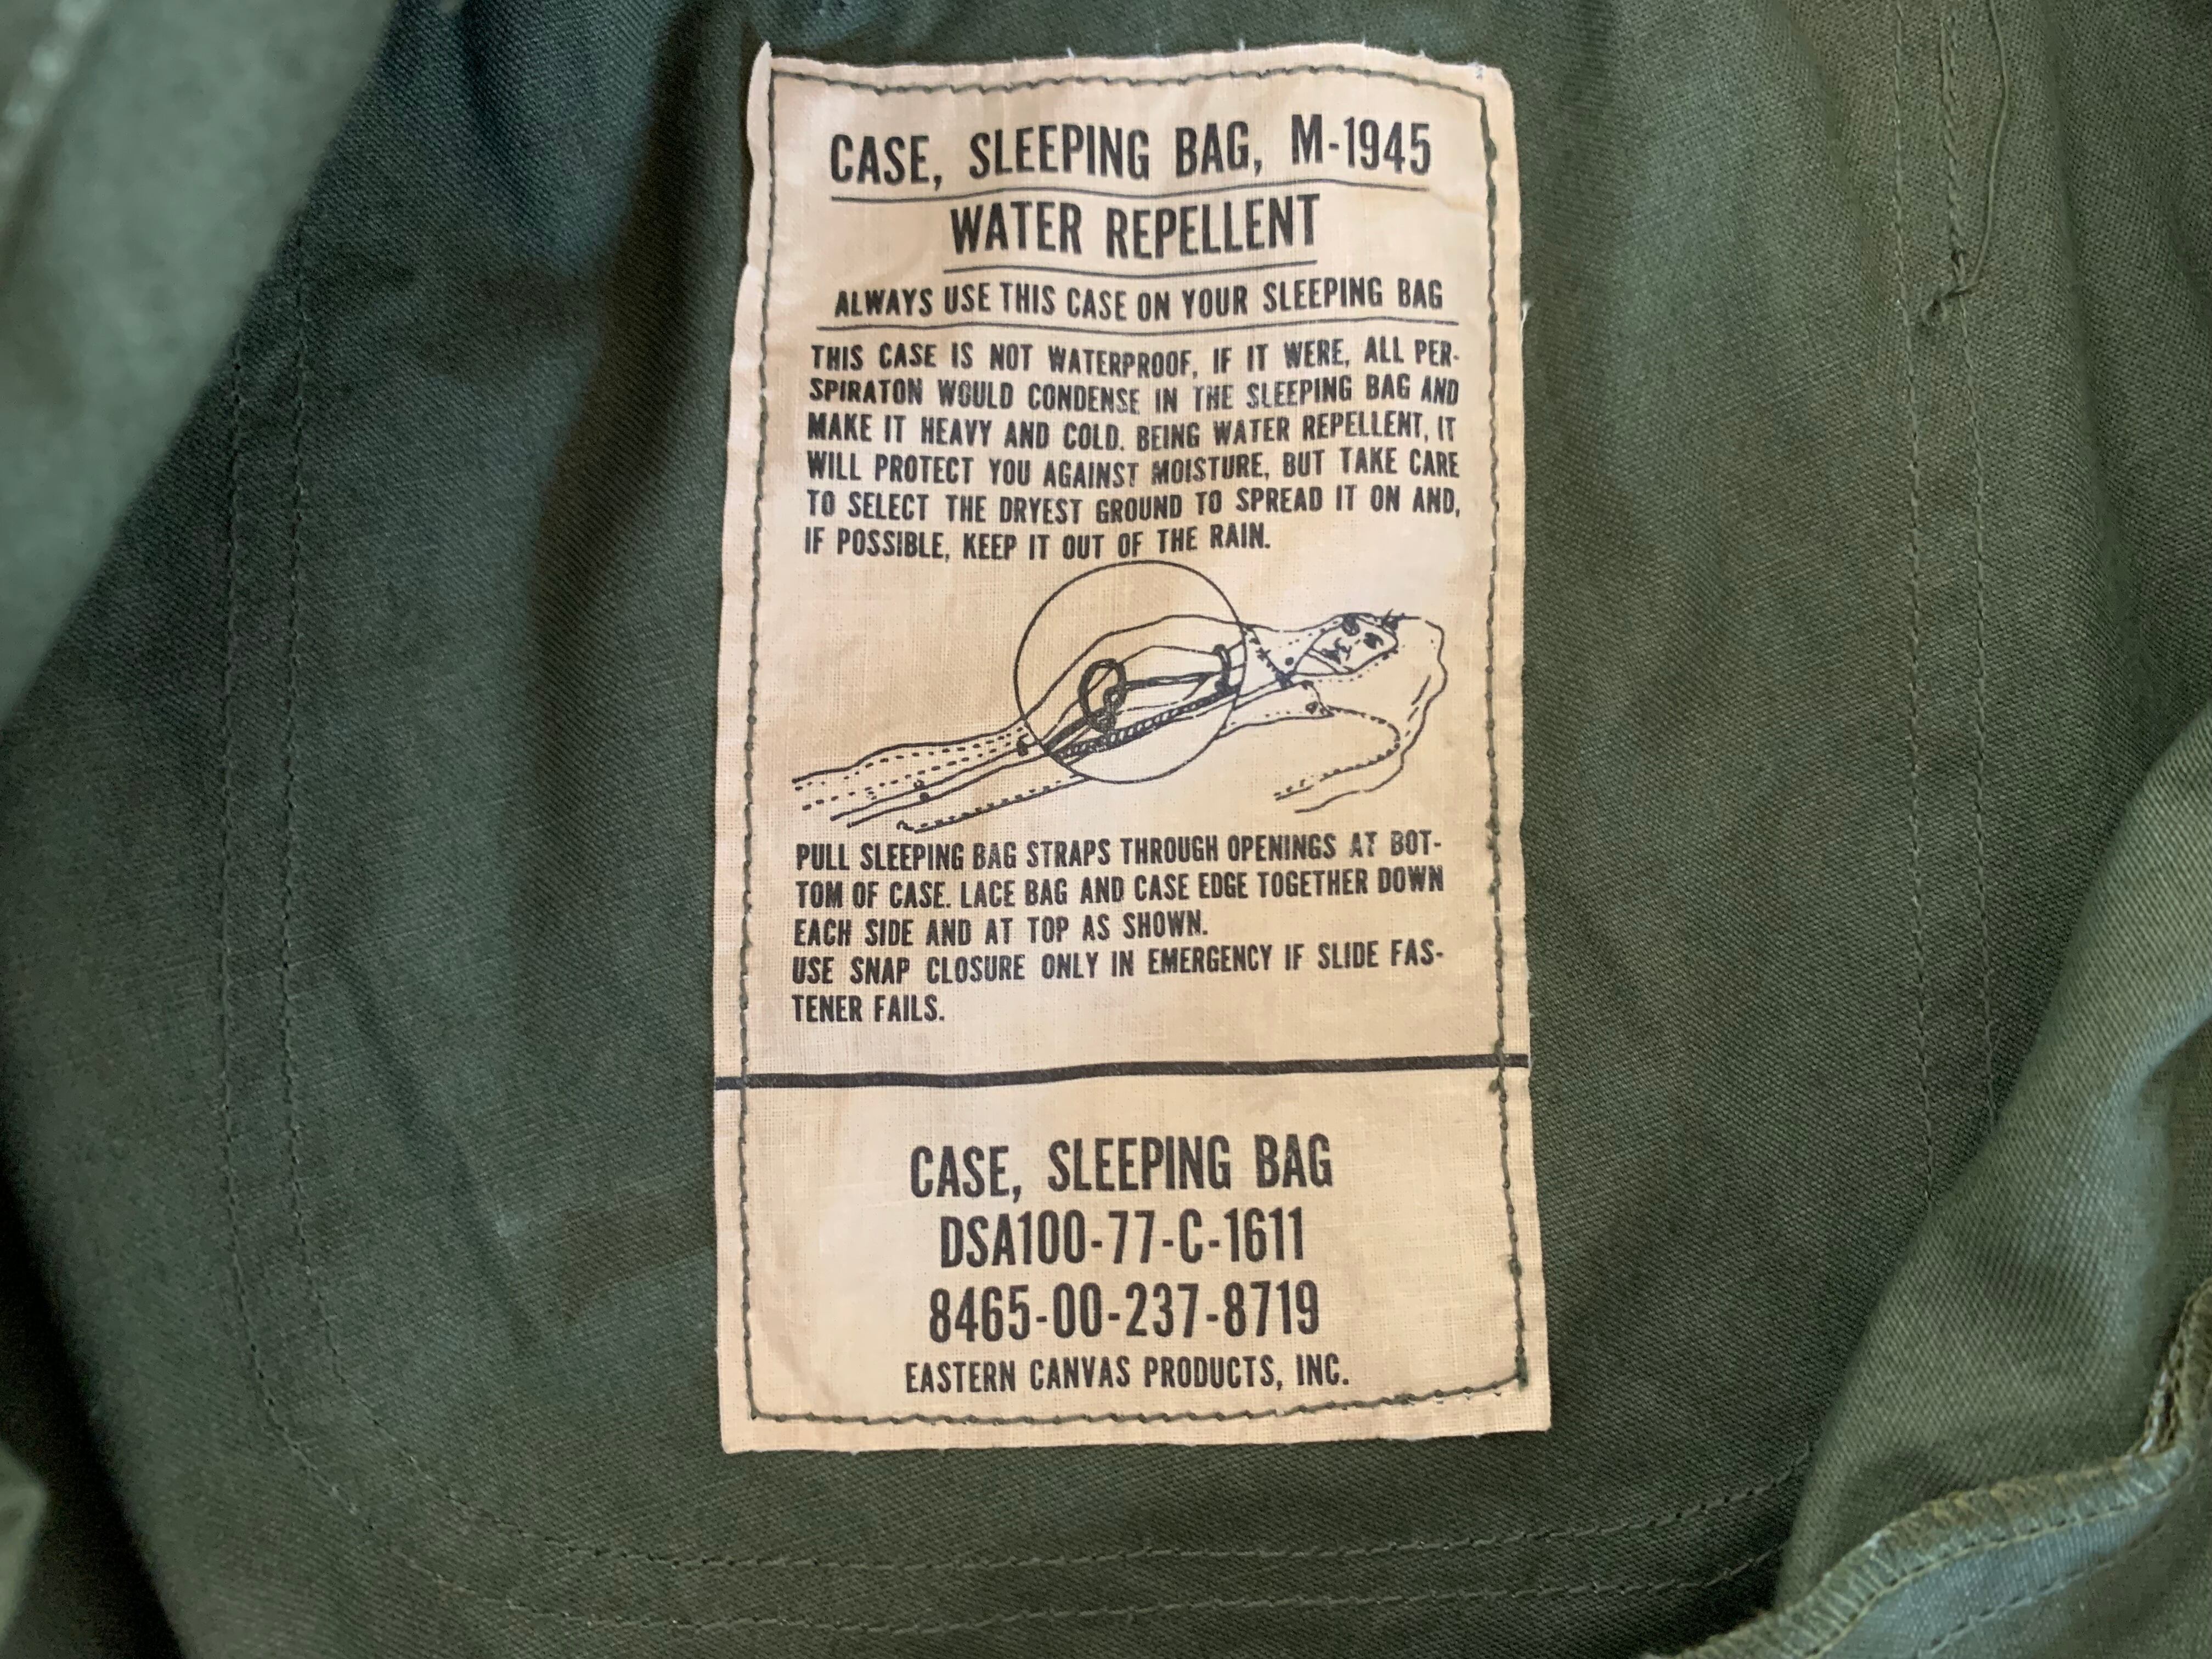 CASE, SLEEPING BAG, M-1945
WATER REPELLENT
ALWAYS USE THIS CASE ON YOUR SLEEPING BAG
THIS CASE IS NOT WATERPROOF, IF IT WERE, ALL PER-
SPIRATON WOULD CONDENSE IN THE SLEEPING BAG AND
MAKE IT HEAVY AND COLD. BEING WATER REPELLENT, IT
WILL PROTECT YOU AGAINST MOISTURE, BUT TAKE CARE
TO SELECT THE DRYEST GROUND TO SPREAD IT ON AND,
IF POSSIBLE, KEEP IT OUT OF THE RAIN.
PULL SLEEPING BAG STRAPS THROUGH OPENINGS AT BOT-
TOM OF CASE. LACE BAG AND CASE EDGE TOGETHER DOWN
EACH SIDE AND AT TOP AS SHOWN.
USE SNAP CLOSURE ONLY IN EMERGENCY IF SLIDE FAS-
TENER FAILS.
CASE, SLEEPING BAG
DSA100-77-C-1611
8465-00-237-8719
EASTERN CANVAS PRODUCTS, INC.